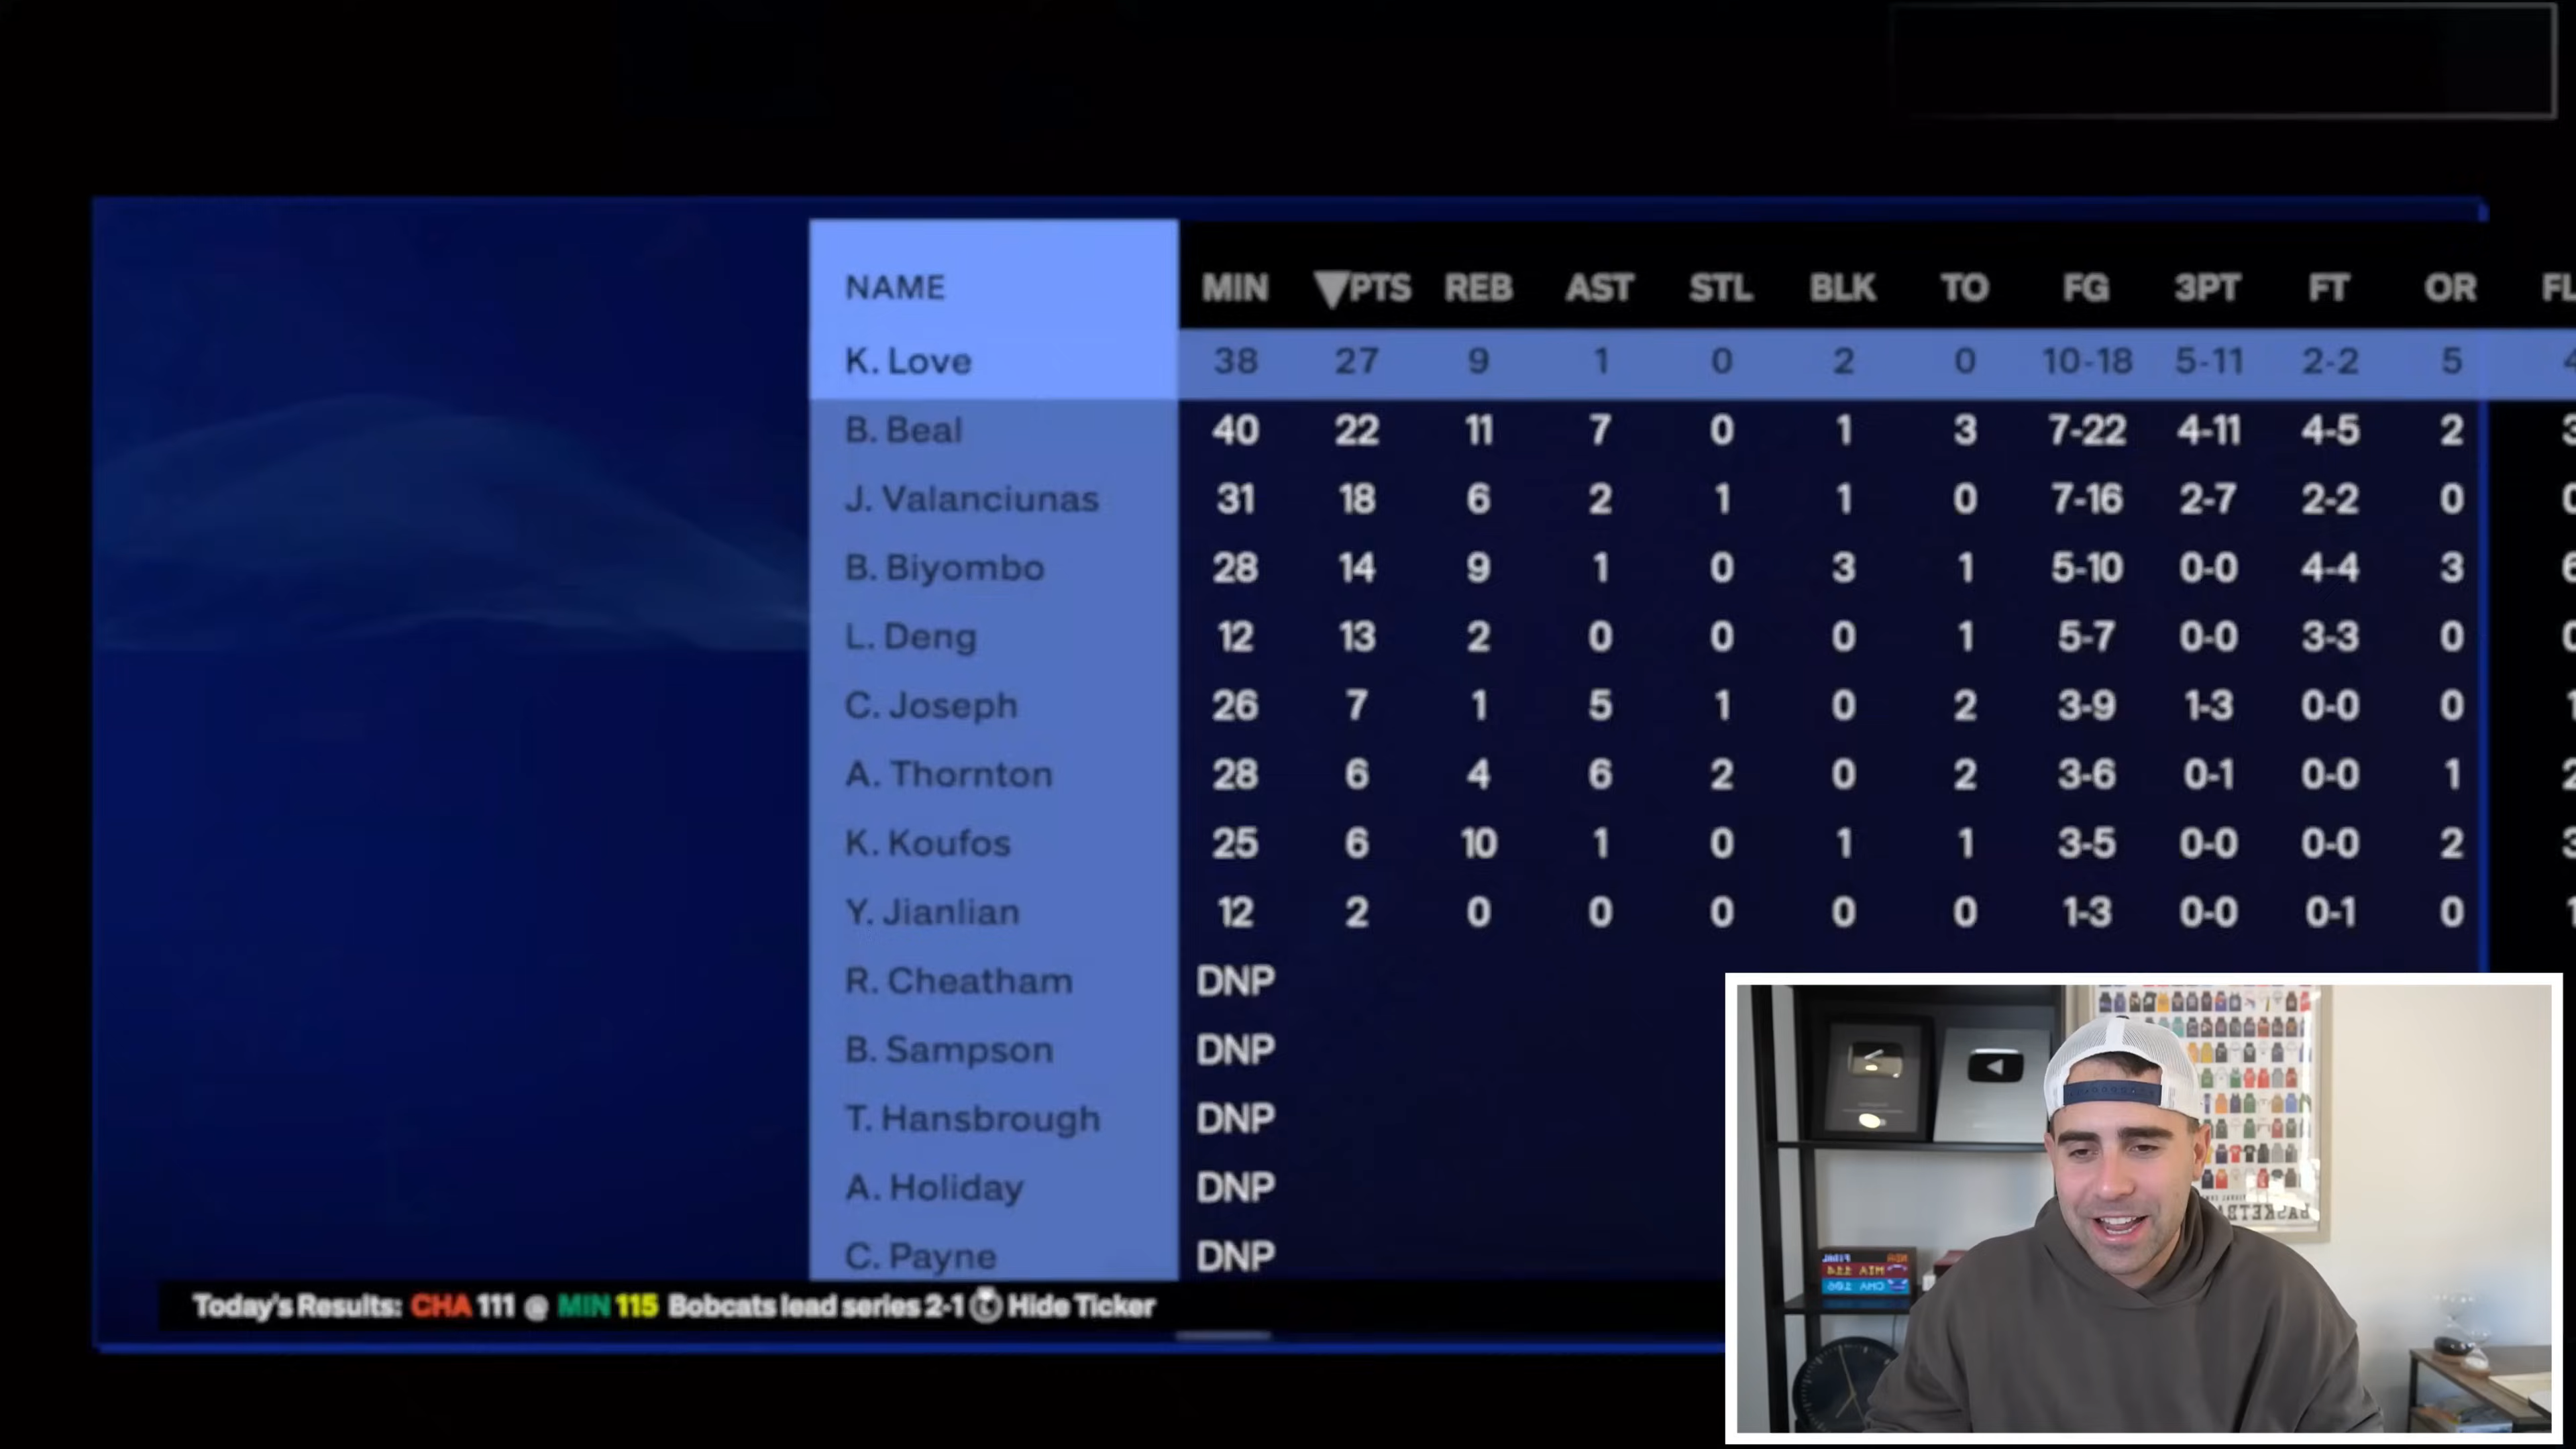 NAME MIN ▼PTS REB AST STL BLK TO FG 3PT FT OR
K. Love 38 27 9 1 0 2 0 10-18 5-11 2-2 5
B. Beal 40 22 11 7 0 1 3 7-22 4-11 4-5 2
J. Valanciunas 31 18 6 2 1 1 0 7-16 2-7 2-2 0
B. Biyombo 28 14 9 1 0 3 1 5-10 0-0 4-4 3
L. Deng 12 13 2 0 0 0 1 5-7 0-0 3-3 0
C. Joseph 26 7 1 5 1 0 2 3-9 1-3 0-0 0
A. Thornton 28 6 4 6 2 0 2 3-6 0-1 0-0 1
K. Koufos 25 6 10 1 0 1 1 3-5 0-0 0-0 2
Y. Jianlian 12 2 0 0 0 0 0 1-3 0-0 0-1 0
R. Cheatham DNP
B. Sampson DNP
T. Hansbrough DNP
A. Holiday DNP
C. Payne DNP
Today's Results: CHA 111 @ MIN 115 Bobcats lead series 2-1 Hide Ticker
BASKETBA
FINAL
MIA 114
CHA 106